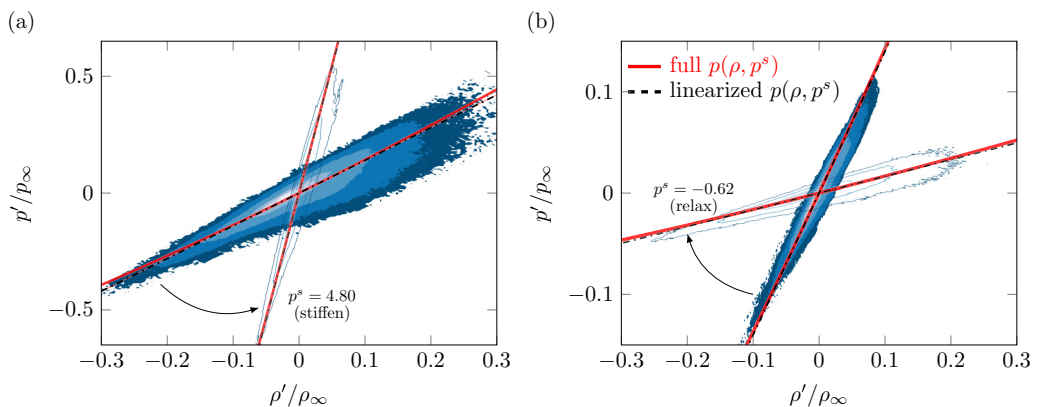 (a)
0.5
0
−0.5
p′/p∞
p^s = 4.80
(stiffen)
−0.3 −0.2 −0.1 0 0.1 0.2 0.3
ρ′/ρ∞
(b)
0.1
0
−0.1
p′/p∞
full p(ρ, p^s)
linearized p(ρ, p^s)
p^s = −0.62
(relax)
−0.3 −0.2 −0.1 0 0.1 0.2 0.3
ρ′/ρ∞